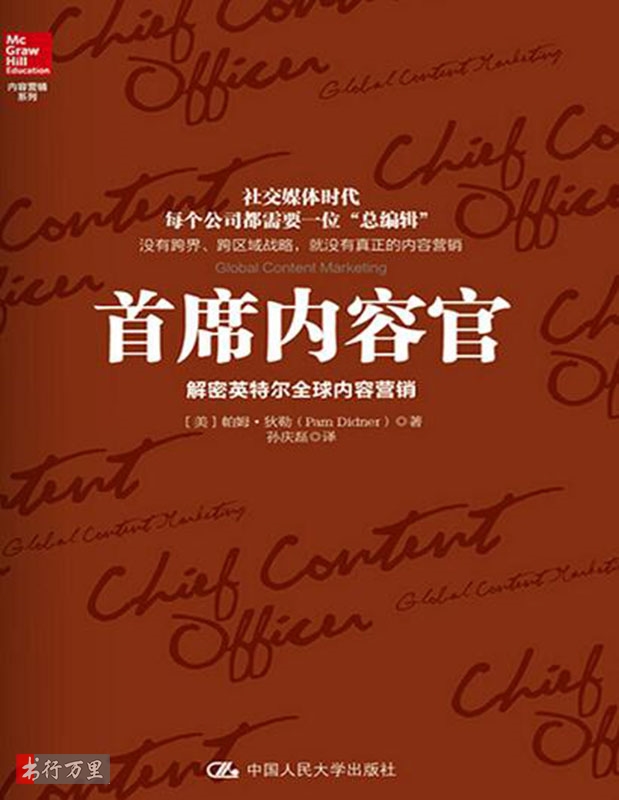 Mc
Graw
Hill
Education
内容营销
系列
Chief Content
Officer
Global Content Marketing
Chief Content
Officer
Content
社交媒体时代
每个公司都需要一位“总编辑”
没有跨界、跨区域战略，就没有真正的内容营销
Global Content Marketing
首席内容官
解密英特尔全球内容营销
［美］帕姆·狄勒（Pam Didner）◎著
孙庆磊◎译
Global Content Marketing
Chief Content
Officer
Global Content Marketing
Chief
Officer
Chief Content
书行万里
中国人民大学出版社